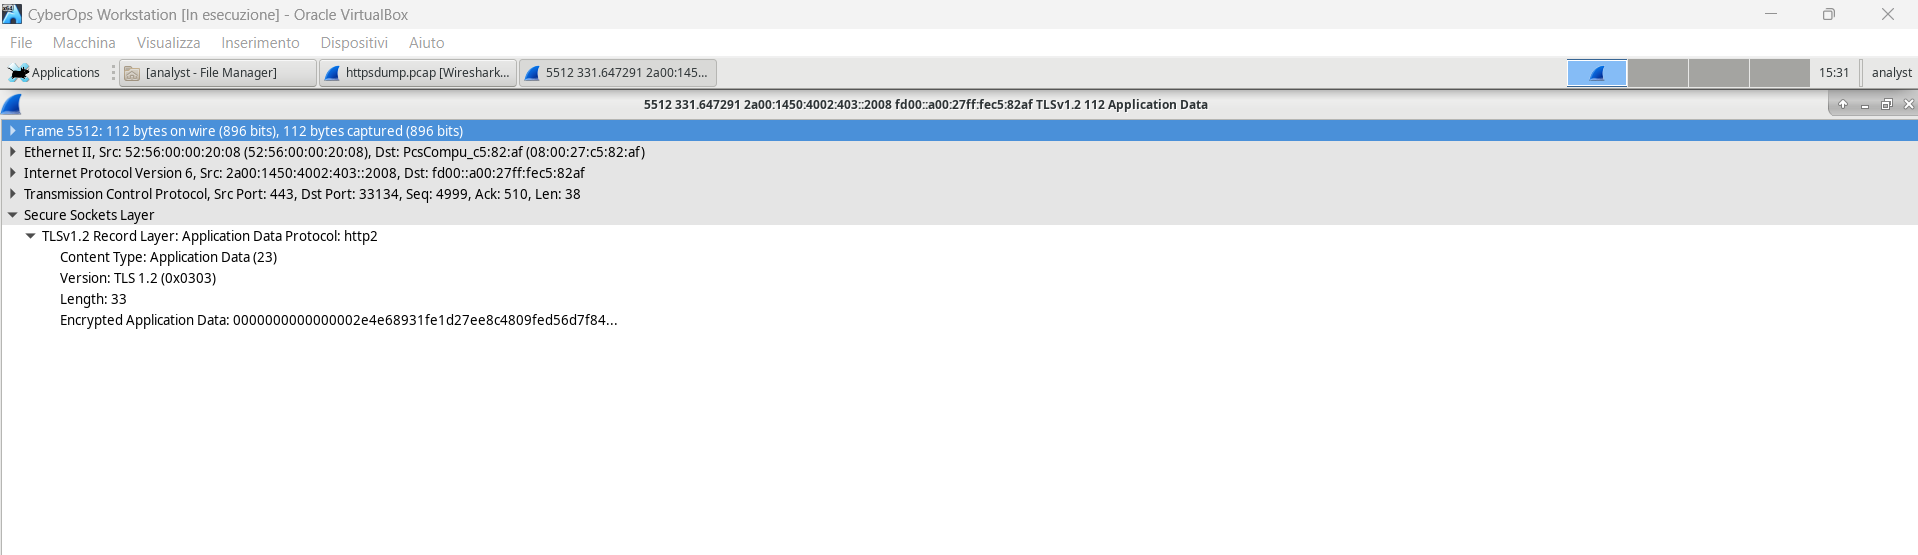 CyberOps Workstation [In esecuzione] - Oracle VirtualBox
File Macchina Visualizza Inserimento Dispositivi Aiuto
Applications [analyst - File Manager] httpsdump.pcap [Wireshark... 5512 331.647291 2a00:145... 15:31 analyst
5512 331.647291 2a00:1450:4002:403::2008 fd00::a00:27ff:fec5:82af TLSv1.2 112 Application Data
Frame 5512: 112 bytes on wire (896 bits), 112 bytes captured (896 bits)
Ethernet II, Src: 52:56:00:00:20:08 (52:56:00:00:20:08), Dst: PcsCompu_c5:82:af (08:00:27:c5:82:af)
Internet Protocol Version 6, Src: 2a00:1450:4002:403::2008, Dst: fd00::a00:27ff:fec5:82af
Transmission Control Protocol, Src Port: 443, Dst Port: 33134, Seq: 4999, Ack: 510, Len: 38
Secure Sockets Layer
TLSv1.2 Record Layer: Application Data Protocol: http2
Content Type: Application Data (23)
Version: TLS 1.2 (0x0303)
Length: 33
Encrypted Application Data: 0000000000000002e4e68931fe1d27ee8c4809fed56d7f84...